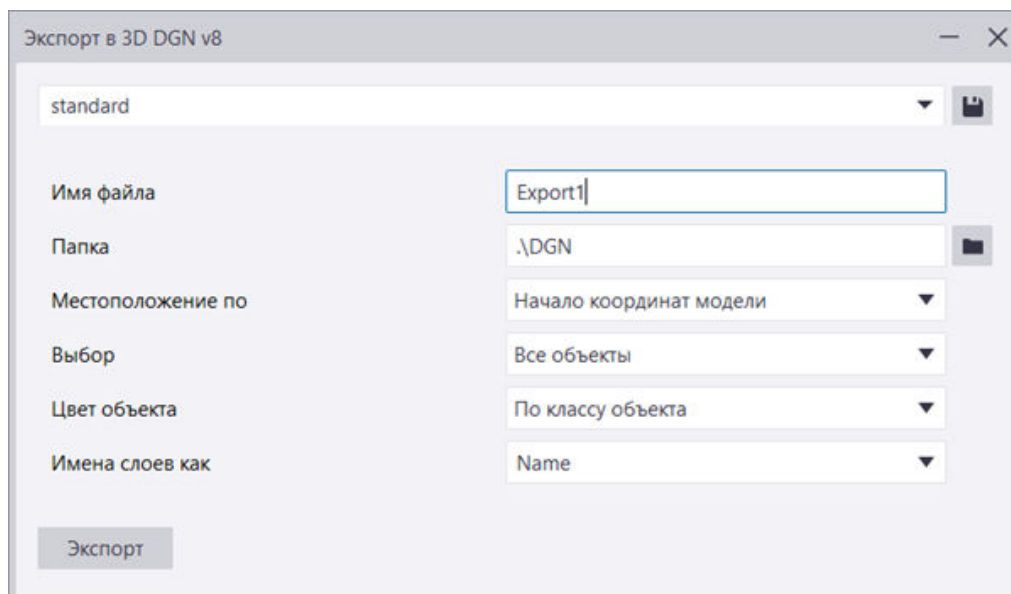 Экспорт в 3D DGN v8
standard
Имя файла Export1
Папка .\DGN
Местоположение по Начало координат модели
Выбор Все объекты
Цвет объекта По классу объекта
Имена слоев как Name
Экспорт